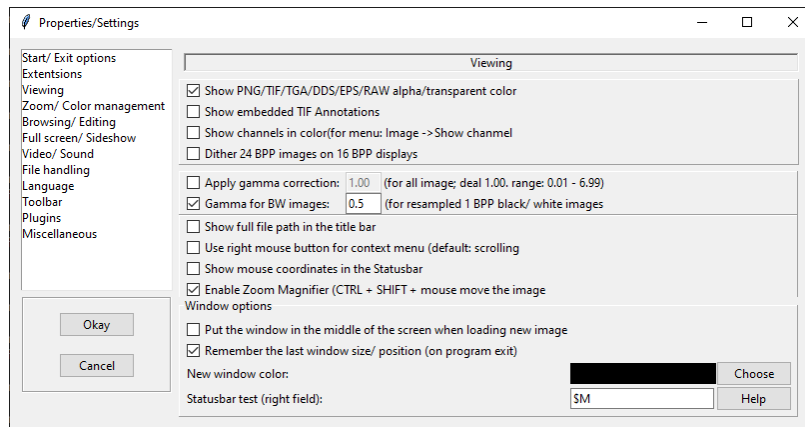 Properties/Settings
Start/ Exit options
Extentsions
Viewing
Zoom/ Color management
Browsing/ Editing
Full screen/ Sideshow
Video/ Sound
File handling
Language
Toolbar
Plugins
Miscellaneous
Okay
Cancel
Viewing
Show PNG/TIF/TGA/DDS/EPS/RAW alpha/transparent color
Show embedded TIF Annotations
Show channels in color(for menu: Image ->Show chanmel
Dither 24 BPP images on 16 BPP displays
Apply gamma correction: 1.00 (for all image; deal 1.00. range: 0.01 - 6.99)
Gamma for BW images: 0.5 (for resampled 1 BPP black/ white images
Show full file path in the title bar
Use right mouse button for context menu (default: scrolling
Show mouse coordinates in the Statusbar
Enable Zoom Magnifier (CTRL + SHIFT + mouse move the image
Window options
Put the window in the middle of the screen when loading new image
Remember the last window size/ position (on program exit)
New window color: Choose
Statusbar test (right field): $M Help